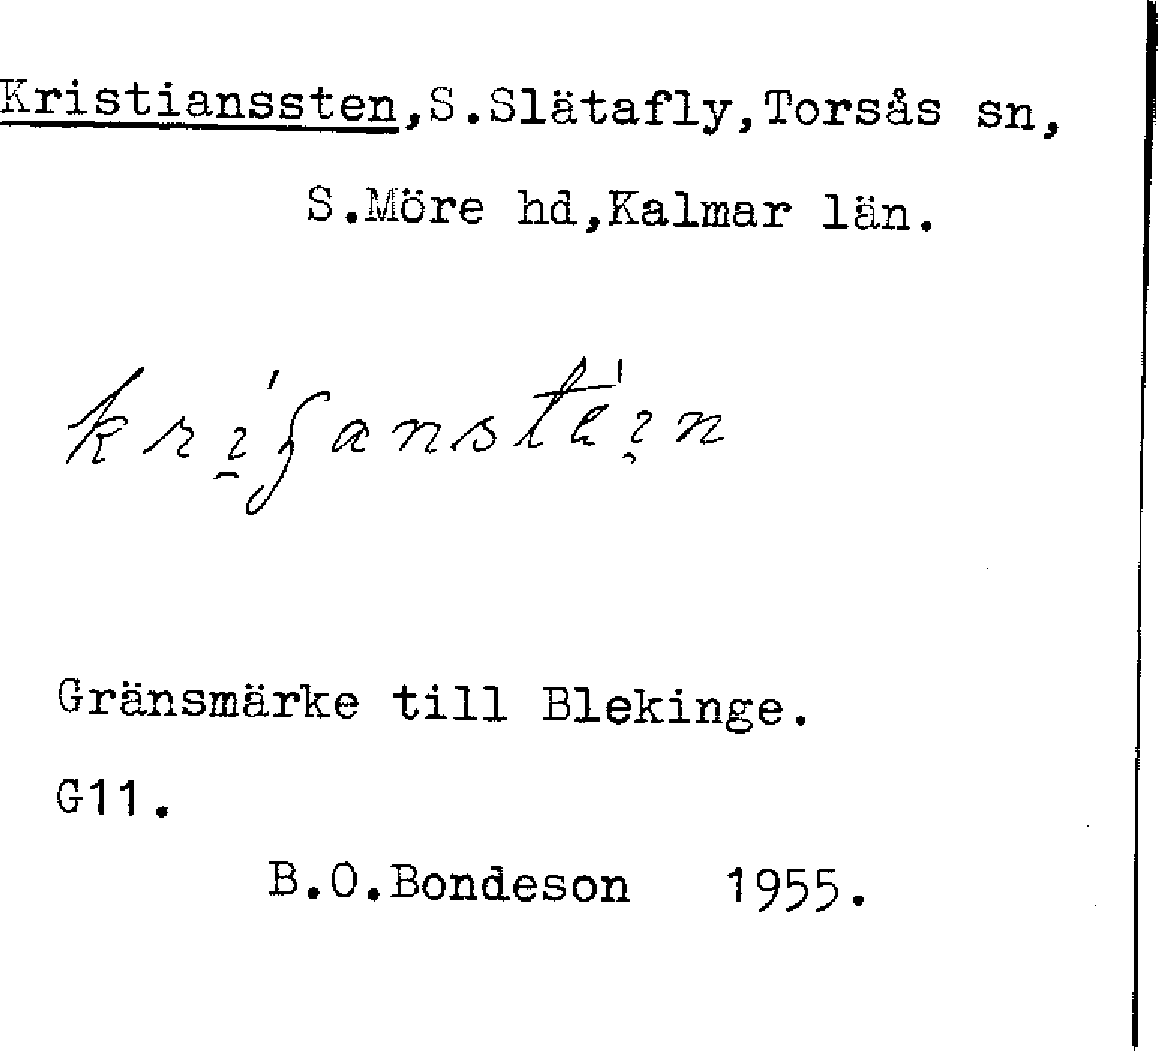 Kristianssten,S.Slätafly,Torsås sn,
S.Möre hd,Kalmar län.
Gränsmärke till Blekinge.
G11.
B.O.Bondeson 1955.